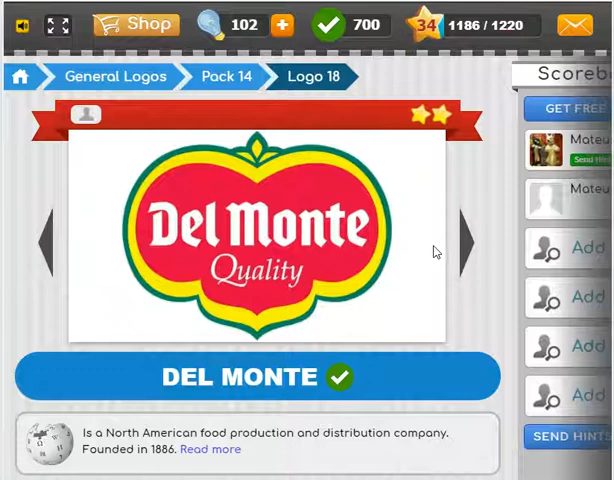 Shop
102
700
34
1186 / 1220
General Logos
Pack 14
Logo 18
Del Monte
Quality
DEL MONTE
Is a North American food production and distribution company.
Founded in 1886. Read more
GET FREE
Mateu
Mateu
Add
Add
Add
Add
SEND HINTS